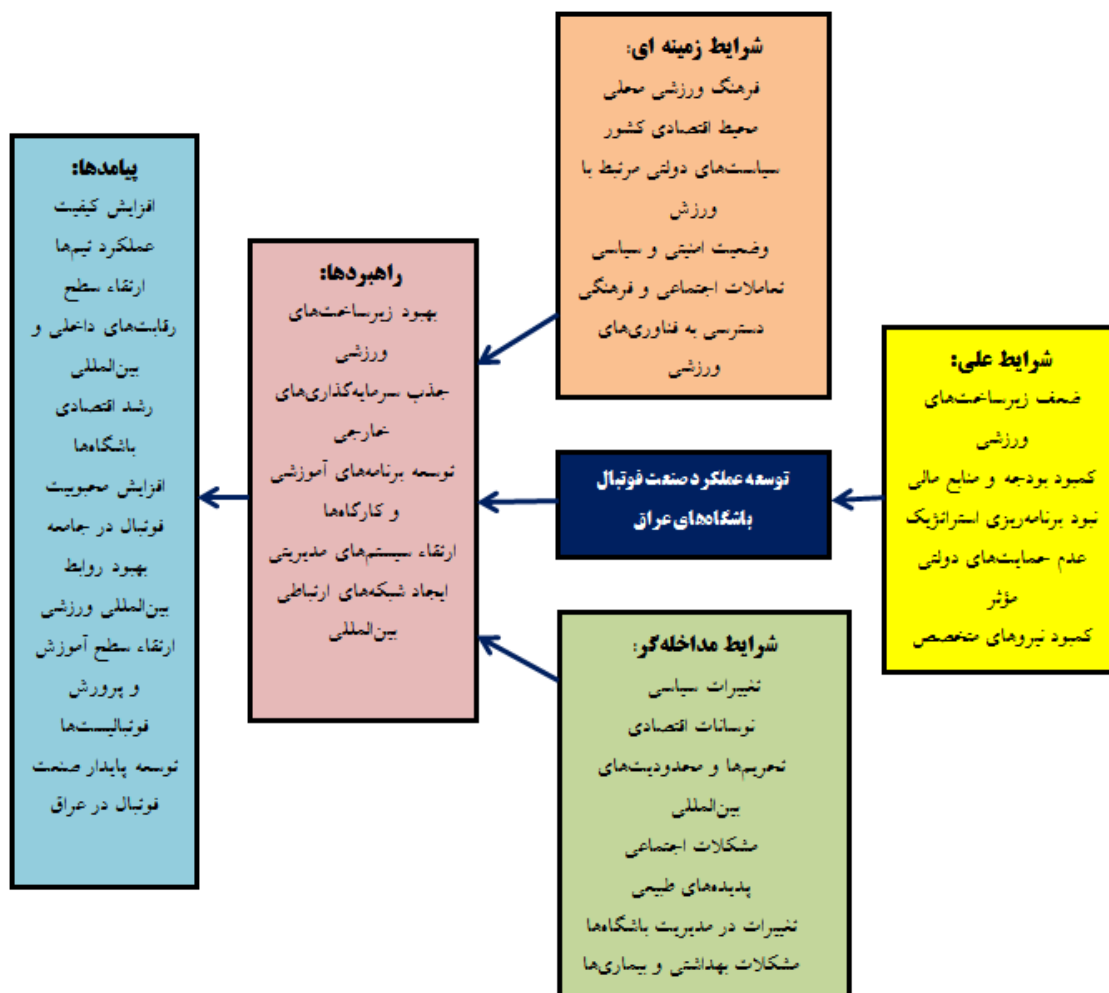 شرایط زمینه ای:
فرهنگ ورزشی محلی
محیط اقتصادی کشور
سیاست‌های دولتی مرتبط با
ورزش
وضعیت امنیتی و سیاسی
تعاملات اجتماعی و فرهنگی
دسترسی به فناوری‌های
ورزشی
شرایط علی:
ضعف زیرساخت‌های
ورزشی
کمبود بودجه و منابع مالی
نبود برنامه‌ریزی استراتژیک
عدم حمایت‌های دولتی
مؤثر
کمبود نیروهای متخصص
توسعه عملکرد صنعت فوتبال
باشگاه‌های عراق
شرایط مداخله‌گر:
تغییرات سیاسی
نوسانات اقتصادی
تحریم‌ها و محدودیت‌های
بین‌المللی
مشکلات اجتماعی
پدیده‌های طبیعی
تغییرات در مدیریت باشگاه‌ها
مشکلات بهداشتی و بیماری‌ها
راهبردها:
بهبود زیرساخت‌های
ورزشی
جذب سرمایه‌گذاری‌های
خارجی
توسعه برنامه‌های آموزشی
و کارگاه‌ها
ارتقاء سیستم‌های مدیریتی
ایجاد شبکه‌های ارتباطی
بین‌المللی
پیامدها:
افزایش کیفیت
عملکرد تیم‌ها
ارتقاء سطح
رقابت‌های داخلی و
بین‌المللی
رشد اقتصادی
باشگاه‌ها
افزایش محبوبیت
فوتبال در جامعه
بهبود روابط
بین‌المللی ورزشی
ارتقاء سطح آموزش
و پرورش
فوتبالیست‌ها
توسعه پایدار صنعت
فوتبال در عراق